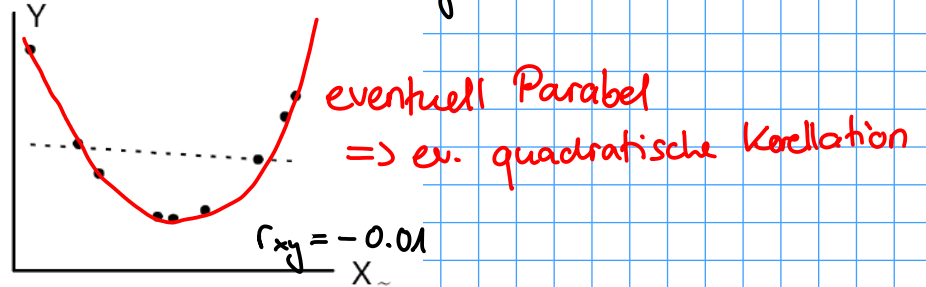 Y
eventuell Parabel
=> ev. quadratische Korellation
r_xy = -0.01
X~